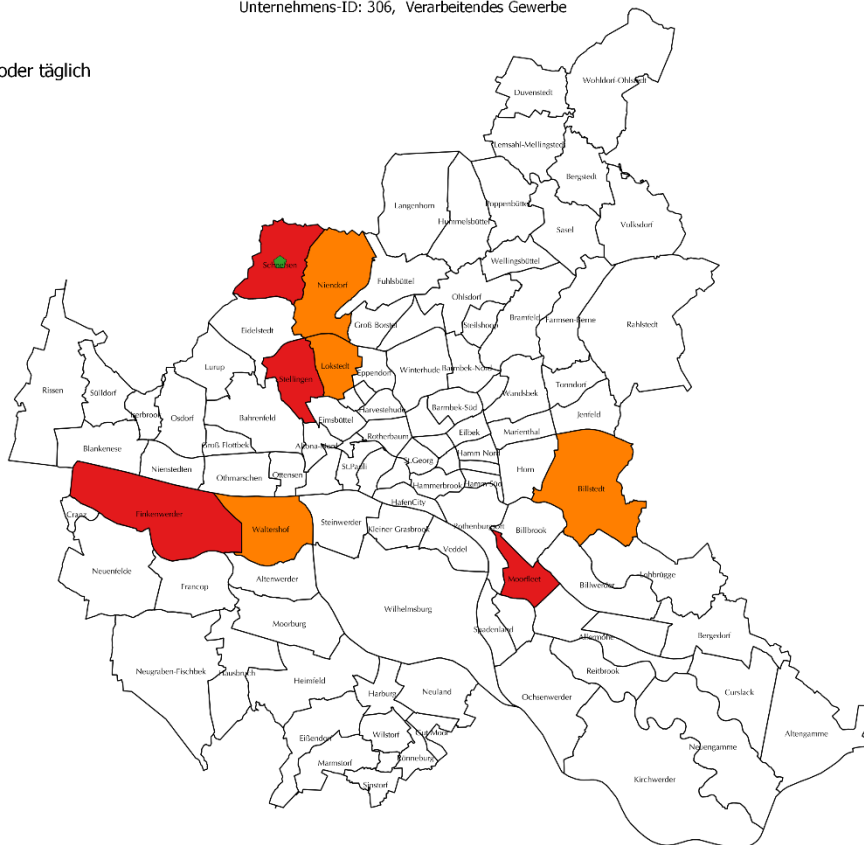 Unternehmens-ID: 306, Verarbeitendes Gewerbe
oder täglich
Wohldorf-Ohlstedt
Duvenstedt
Lemsahl-Mellingstedt
Bergstedt
Langenhorn
Poppenbüttel
Hummelsbüttel
Volksdorf
Sasel
Wellingsbüttel
Schnelsen
Niendorf
Fuhlsbüttel
Ohlsdorf
Bramfeld
Farmsen-Berne
Rahlstedt
Eidelstedt
Groß Borstel
Steilshoop
Lurup
Stellingen
Lokstedt
Eppendorf
Winterhude
Barmbek-Nord
Wandsbek
Tonndorf
Rissen
Sülldorf
Iserbrook
Osdorf
Bahrenfeld
Eimsbüttel
Harvestehude
Barmbek-Süd
Jenfeld
Rotherbaum
Eilbek
Marienthal
Blankenese
Groß Flottbek
Altona-Nord
Hamm Nord
Nienstedten
Othmarschen
Ottensen
St.Pauli
St.Georg
Horn
Hammerbrook
Hamm-Süd
Billstedt
HafenCity
Finkenwerder
Cranz
Waltershof
Steinwerder
Kleiner Grasbrook
Rothenburgsort
Billbrook
Veddel
Neuenfelde
Francop
Altenwerder
Moorfleet
Billwerder
Lohbrügge
Wilhelmsburg
Moorburg
Spadenland
Allermöhe
Bergedorf
Neugraben-Fischbek
Hausbruch
Heimfeld
Harburg
Neuland
Reitbrook
Ochsenwerder
Curslack
Eißendorf
Wilstorf
Gut Moor
Neuengamme
Altengamme
Marmstorf
Rönneburg
Sinstorf
Kirchwerder